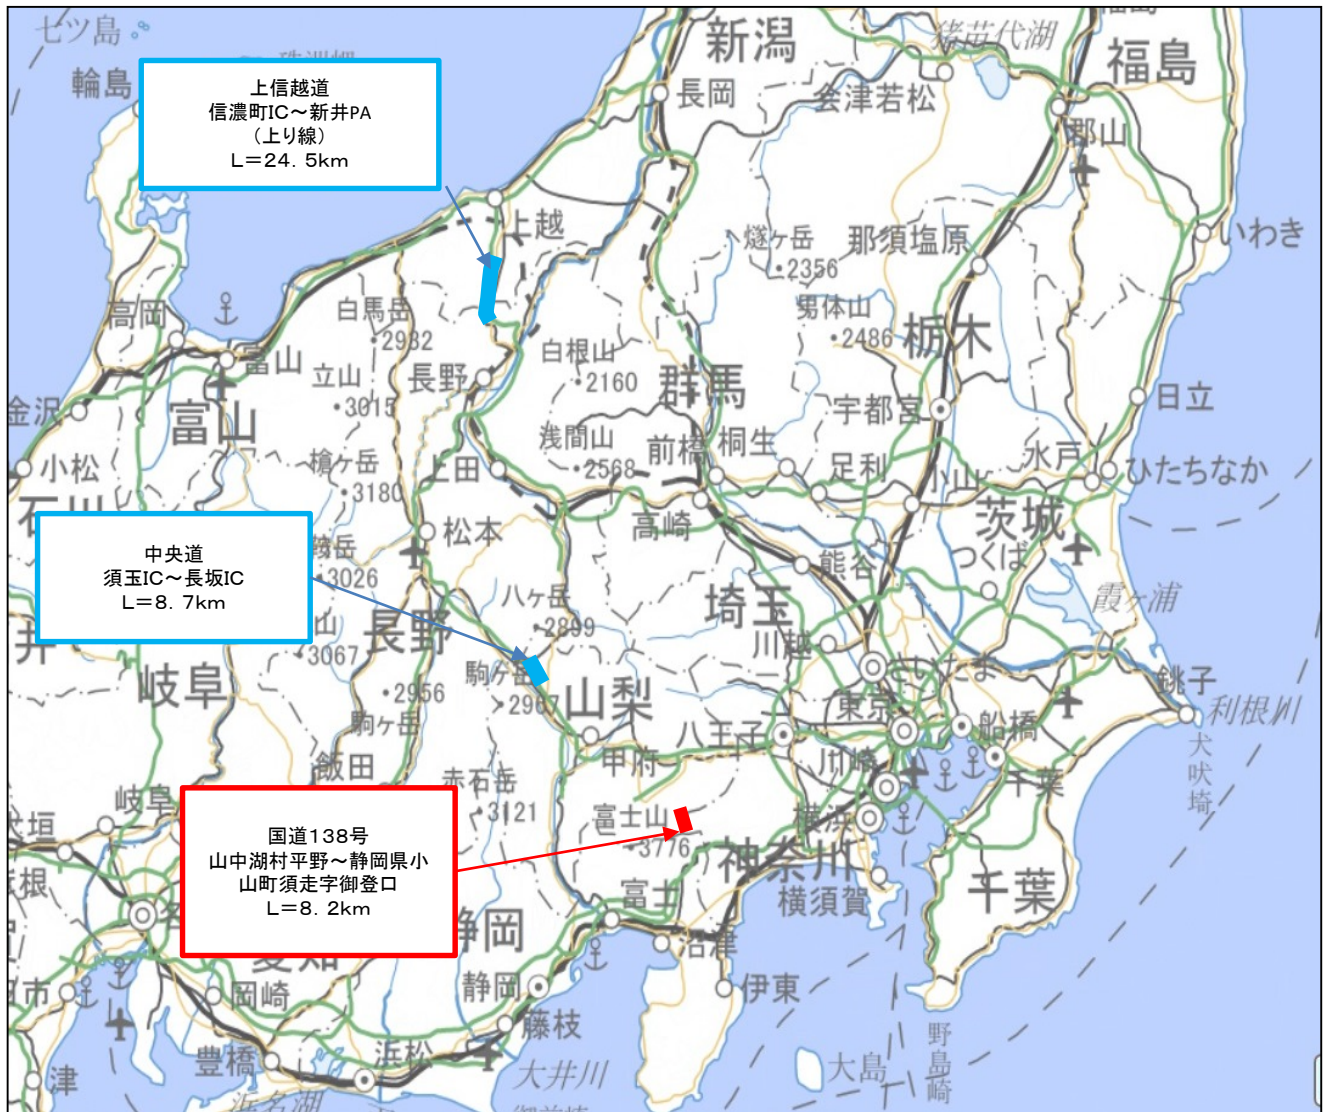 七ツ島
輪島
新潟
猪苗代湖
福島
長岡
会津若松
郡山
上信越道
信濃町IC～新井PA
（上り線）
L＝24．5km
上越
燧ヶ岳
・2356
那須塩原
いわき
高岡
白馬岳
・2932
男体山
・2486
栃木
富山
立山
・3015
長野
白根山
・2160
群馬
日立
金沢
富山
宇都宮
小松
槍ヶ岳
・3180
上田
浅間山
・2568
前橋
桐生
足利
小山
水戸
ひたちなか
茨城
高崎
松本
つくば
熊谷
中央道
須玉IC～長坂IC
L＝8．7km
・3026
八ヶ岳
・2899
埼玉
霞ヶ浦
長野
川越
さいたま
・3067
岐阜
・2956
駒ヶ岳
駒ヶ岳
・2967
山梨
東京
銚子
利根川
犬吠埼
八王子
船橋
飯田
甲府
川崎
千葉
岐阜
赤石岳
・3121
富士山
・3776
横浜
国道138号
山中湖村平野～静岡県小
山町須走字御登口
L＝8．2km
神奈川
千葉
富士
横須賀
静岡
沼津
岡崎
静岡
伊東
藤枝
豊橋
浜松
大井川
大島
野島崎
津
浜名湖